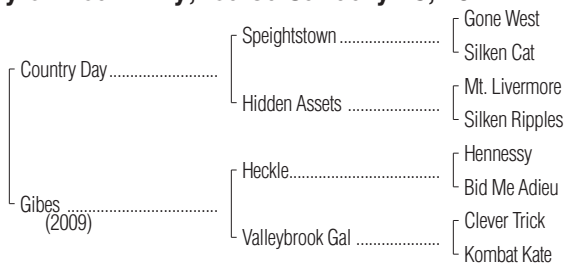 Gone West
Speightstown
Silken Cat
Country Day
Mt. Livermore
Hidden Assets
Silken Ripples
Hennessy
Heckle
Bid Me Adieu
Gibes
(2009)
Clever Trick
Valleybrook Gal
Kombat Kate